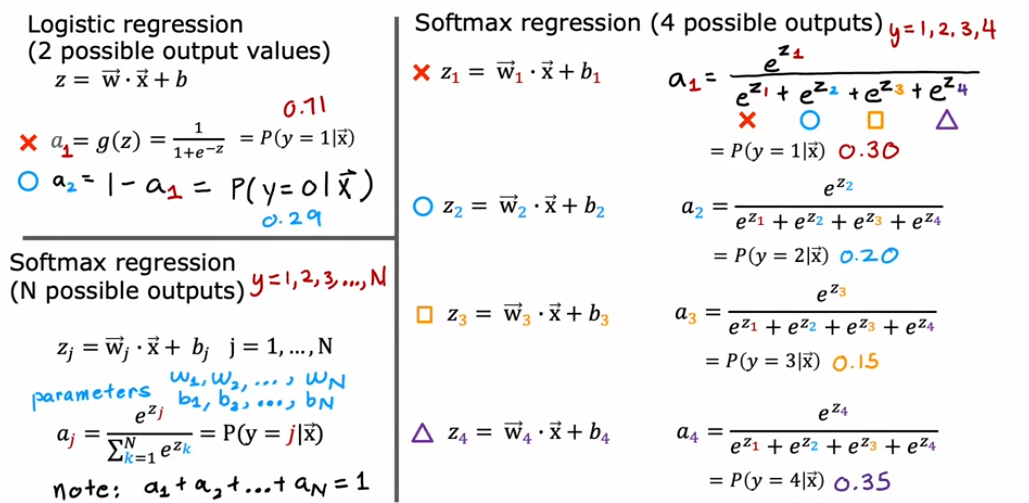 Logistic regression
(2 possible output values)
z = w⃗ · x⃗ + b
0.71
✕ a₁ = g(z) = 1/(1+e⁻ᶻ) = P(y = 1|x⃗)
○ a₂ = 1 − a₁ = P(y=0|x⃗)
0.29
Softmax regression
(N possible outputs) y=1,2,3,...,N
zⱼ = w⃗ⱼ · x⃗ + bⱼ j = 1, ..., N
parameters w₁, w₂, ..., w_N
b₁, b₂, ..., b_N
aⱼ = e^(zⱼ) / ∑_(k=1)^N e^(zₖ) = P(y = j|x⃗)
note: a₁ + a₂ + ... + a_N = 1
Softmax regression (4 possible outputs) y=1,2,3,4
✕ z₁ = w⃗₁ · x⃗ + b₁ a₁ = e^(z₁) / (e^(z₁) + e^(z₂) + e^(z₃) + e^(z₄))
✕ ○ □ △
= P(y = 1|x⃗) 0.30
○ z₂ = w⃗₂ · x⃗ + b₂ a₂ = e^(z₂) / (e^(z₁) + e^(z₂) + e^(z₃) + e^(z₄))
= P(y = 2|x⃗) 0.20
□ z₃ = w⃗₃ · x⃗ + b₃ a₃ = e^(z₃) / (e^(z₁) + e^(z₂) + e^(z₃) + e^(z₄))
= P(y = 3|x⃗) 0.15
△ z₄ = w⃗₄ · x⃗ + b₄ a₄ = e^(z₄) / (e^(z₁) + e^(z₂) + e^(z₃) + e^(z₄))
= P(y = 4|x⃗) 0.35